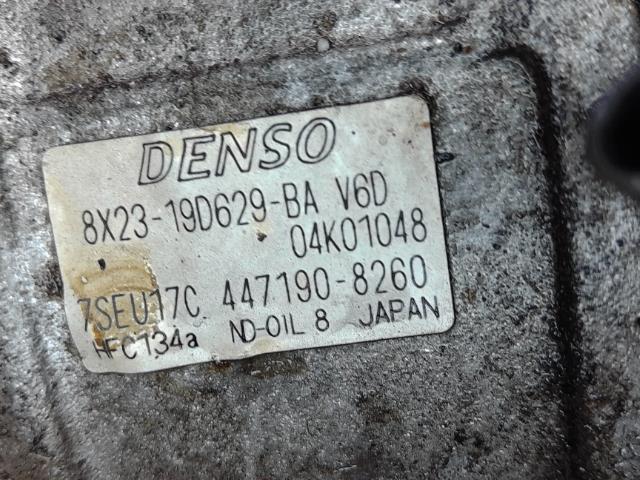 DENSO
8X23-19D629-BA V6D
04K01048
7SEU17C 447190-8260
HFC134a ND-OIL 8 JAPAN